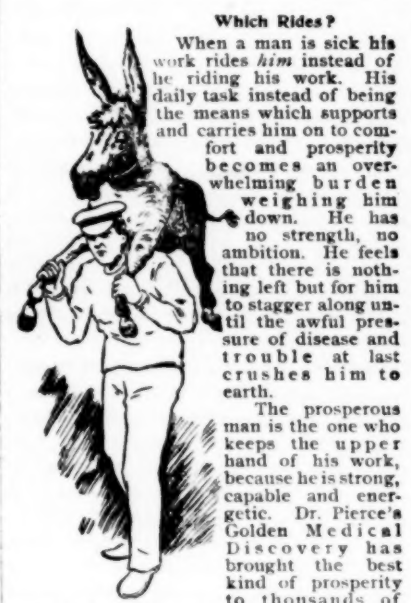 Which Rides?
When a man is sick his
work rides him instead of
he riding his work. His
daily task instead of being
the means which supports
and carries him on to com-
fort and prosperity
becomes an over-
whelming burden
weighing him
down. He has
no strength, no
ambition. He feels
that there is noth-
ing left but for him
to stagger along un-
til the awful pres-
sure of disease and
trouble at last
crushes him to
earth.
The prosperous
man is the one who
keeps the upper
hand of his work,
because he is strong,
capable and ener-
getic. Dr. Pierce's
Golden Medical
Discovery has
brought the best
kind of prosperity
to thousands of